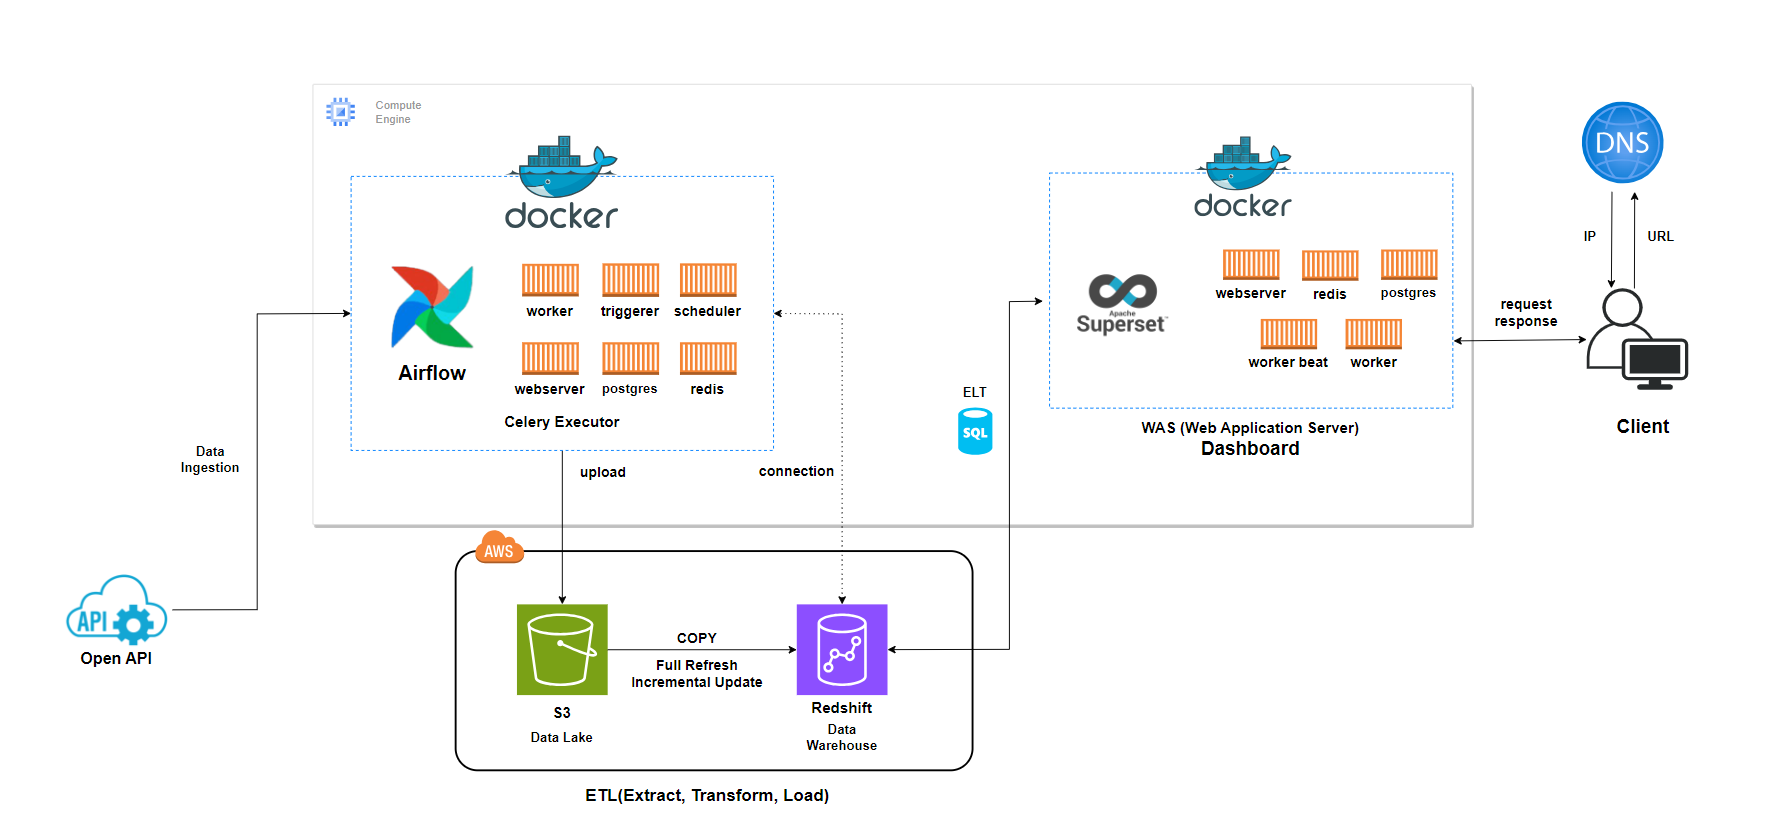 Compute
Engine
docker
Airflow
worker
triggerer
scheduler
webserver
postgres
redis
Celery Executor
docker
Apache
Superset™
webserver
redis
postgres
worker beat
worker
WAS (Web Application Server)
Dashboard
DNS
IP
URL
request
response
Client
ELT
SQL
Data
Ingestion
upload
connection
API
Open API
AWS
S3
Data Lake
COPY
Full Refresh
Incremental Update
Redshift
Data
Warehouse
ETL(Extract, Transform, Load)